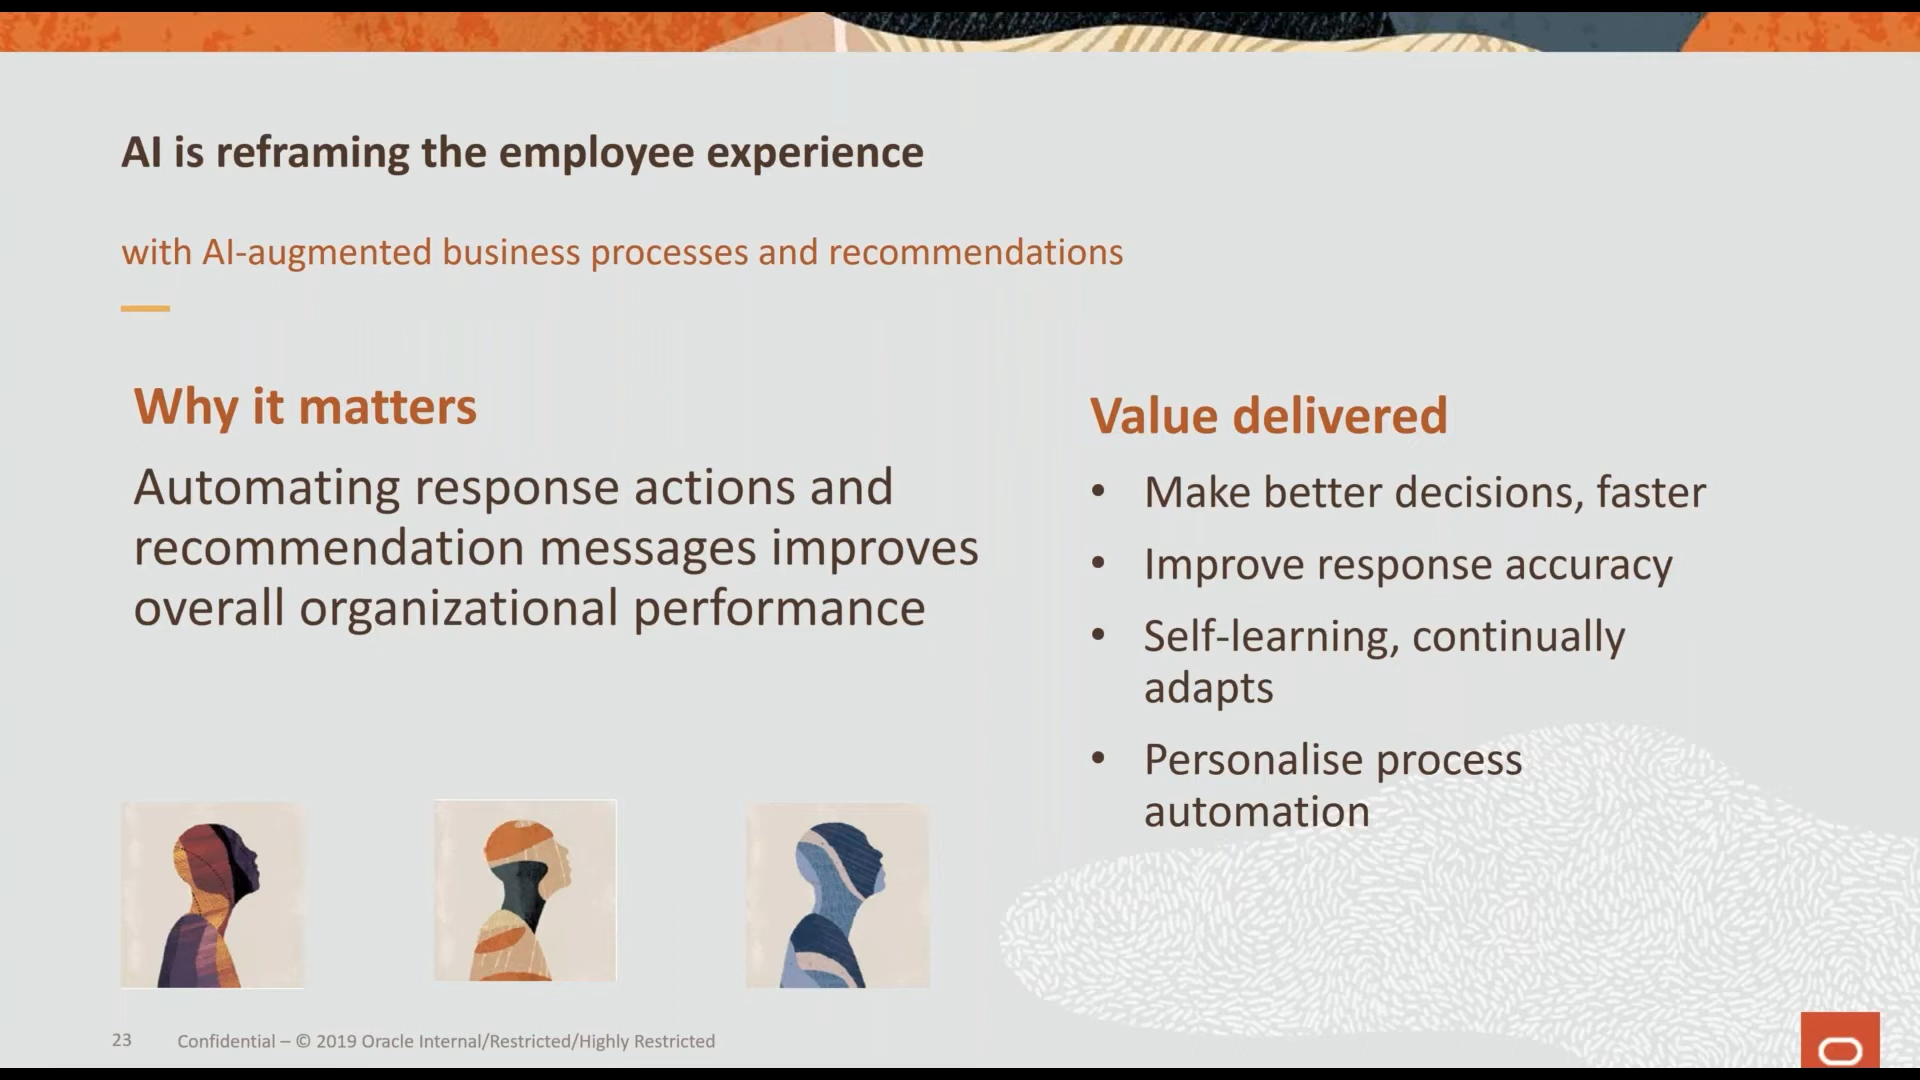 AI is reframing the employee experience
with AI-augmented business processes and recommendations
Why it matters
Automating response actions and
recommendation messages improves
overall organizational performance
Value delivered
• Make better decisions, faster
• Improve response accuracy
• Self-learning, continually
adapts
• Personalise process
automation
23 Confidential – © 2019 Oracle Internal/Restricted/Highly Restricted